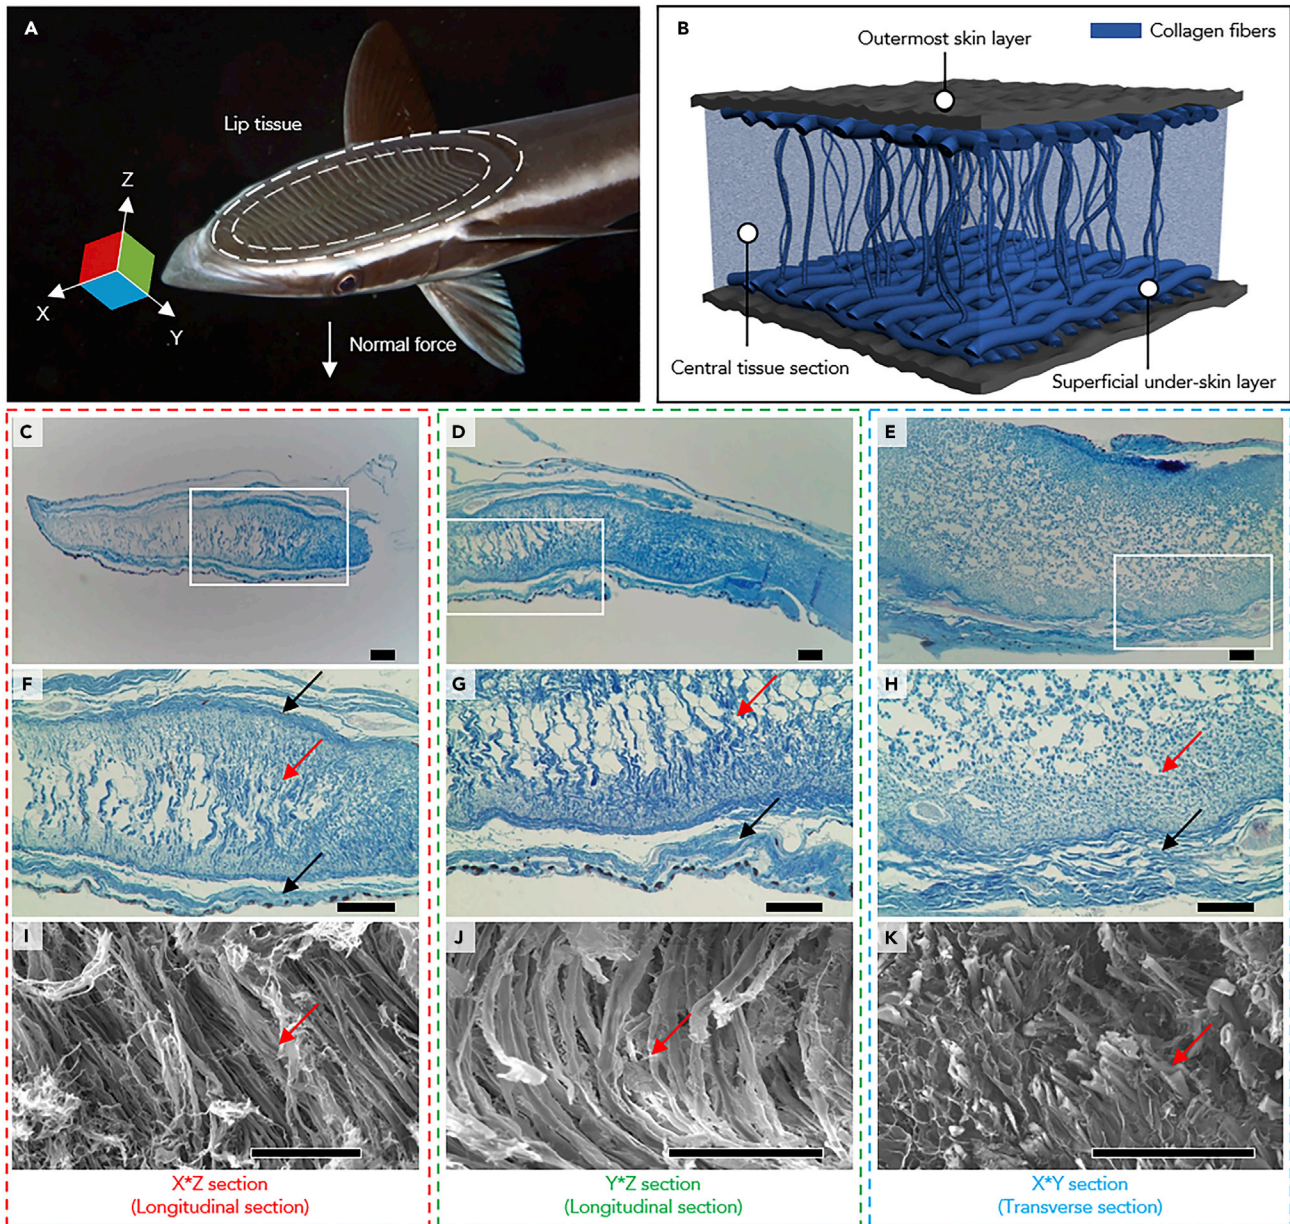 A
Lip tissue
Z
X
Y
Normal force
B
Collagen fibers
Outermost skin layer
Central tissue section
Superficial under-skin layer
C
D
E
F
G
H
I
J
K
X*Z section
(Longitudinal section)
Y*Z section
(Longitudinal section)
X*Y section
(Transverse section)